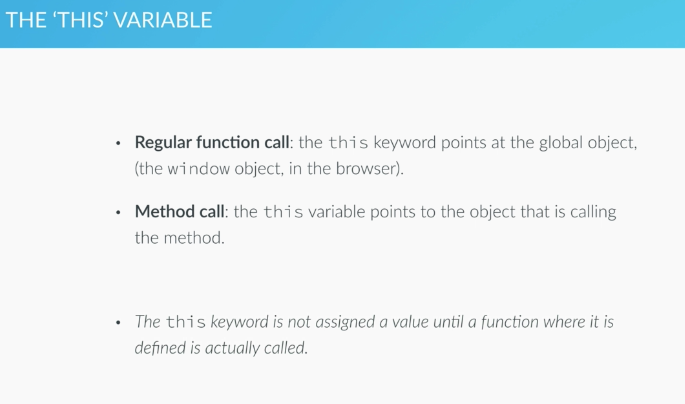 THE ‘THIS’ VARIABLE
• Regular function call: the this keyword points at the global object,
(the window object, in the browser).
• Method call: the this variable points to the object that is calling
the method.
• The this keyword is not assigned a value until a function where it is
defined is actually called.